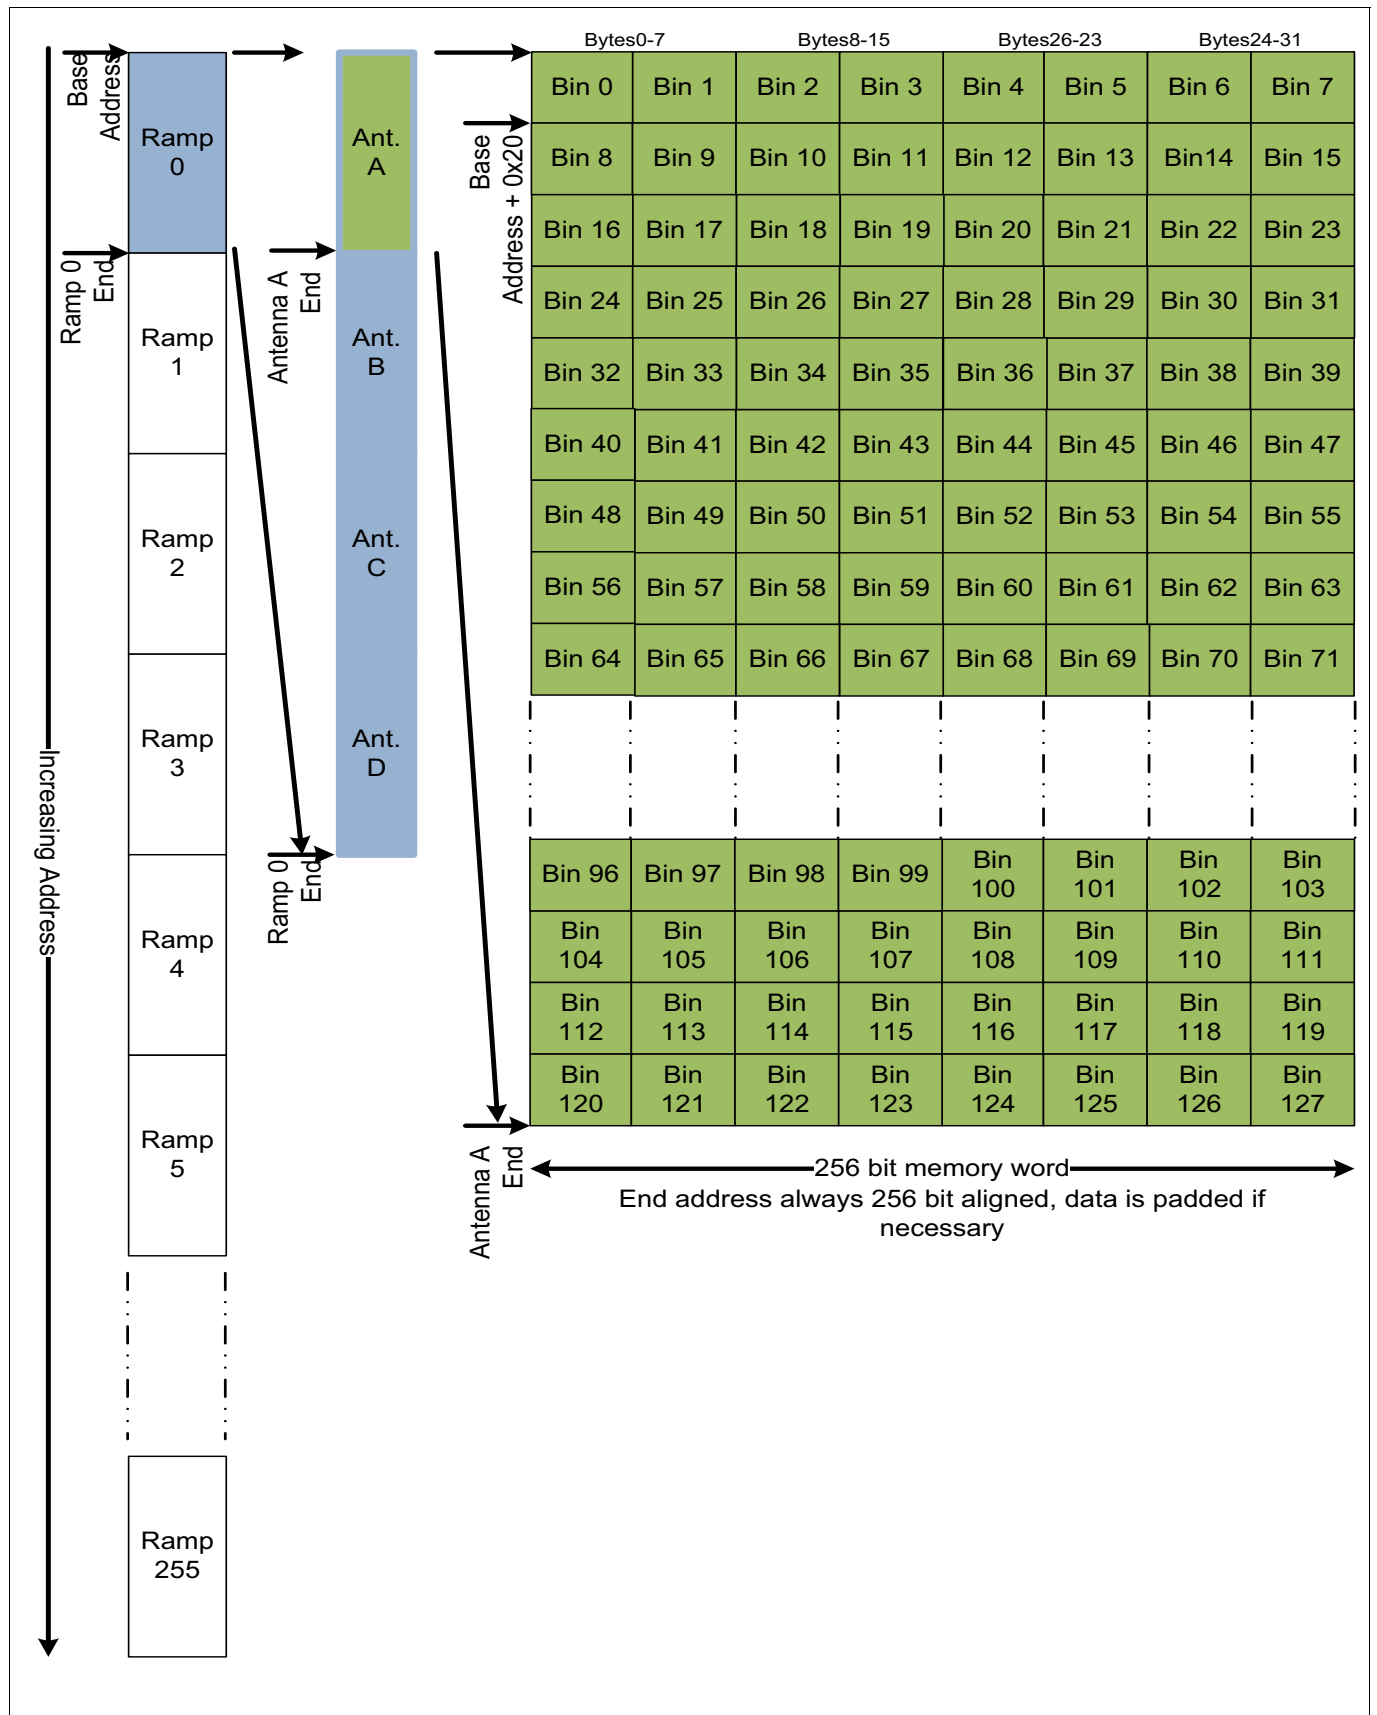 Bytes0-7 Bytes8-15 Bytes26-23 Bytes24-31
Base
Address
Ramp
0
Ramp 0
End
Ramp
1
Ramp
2
Ramp
3
Ramp
4
Ramp
5
Ramp
255
Increasing Address
Ant.
A
Antenna A
End
Ant.
B
Ant.
C
Ant.
D
Ramp 0
End
Base
Address + 0x20
Bin 0 Bin 1 Bin 2 Bin 3 Bin 4 Bin 5 Bin 6 Bin 7
Bin 8 Bin 9 Bin 10 Bin 11 Bin 12 Bin 13 Bin14 Bin 15
Bin 16 Bin 17 Bin 18 Bin 19 Bin 20 Bin 21 Bin 22 Bin 23
Bin 24 Bin 25 Bin 26 Bin 27 Bin 28 Bin 29 Bin 30 Bin 31
Bin 32 Bin 33 Bin 34 Bin 35 Bin 36 Bin 37 Bin 38 Bin 39
Bin 40 Bin 41 Bin 42 Bin 43 Bin 44 Bin 45 Bin 46 Bin 47
Bin 48 Bin 49 Bin 50 Bin 51 Bin 52 Bin 53 Bin 54 Bin 55
Bin 56 Bin 57 Bin 58 Bin 59 Bin 60 Bin 61 Bin 62 Bin 63
Bin 64 Bin 65 Bin 66 Bin 67 Bin 68 Bin 69 Bin 70 Bin 71
Bin 96 Bin 97 Bin 98 Bin 99 Bin 100 Bin 101 Bin 102 Bin 103
Bin 104 Bin 105 Bin 106 Bin 107 Bin 108 Bin 109 Bin 110 Bin 111
Bin 112 Bin 113 Bin 114 Bin 115 Bin 116 Bin 117 Bin 118 Bin 119
Bin 120 Bin 121 Bin 122 Bin 123 Bin 124 Bin 125 Bin 126 Bin 127
Antenna A
End
256 bit memory word
End address always 256 bit aligned, data is padded if
necessary